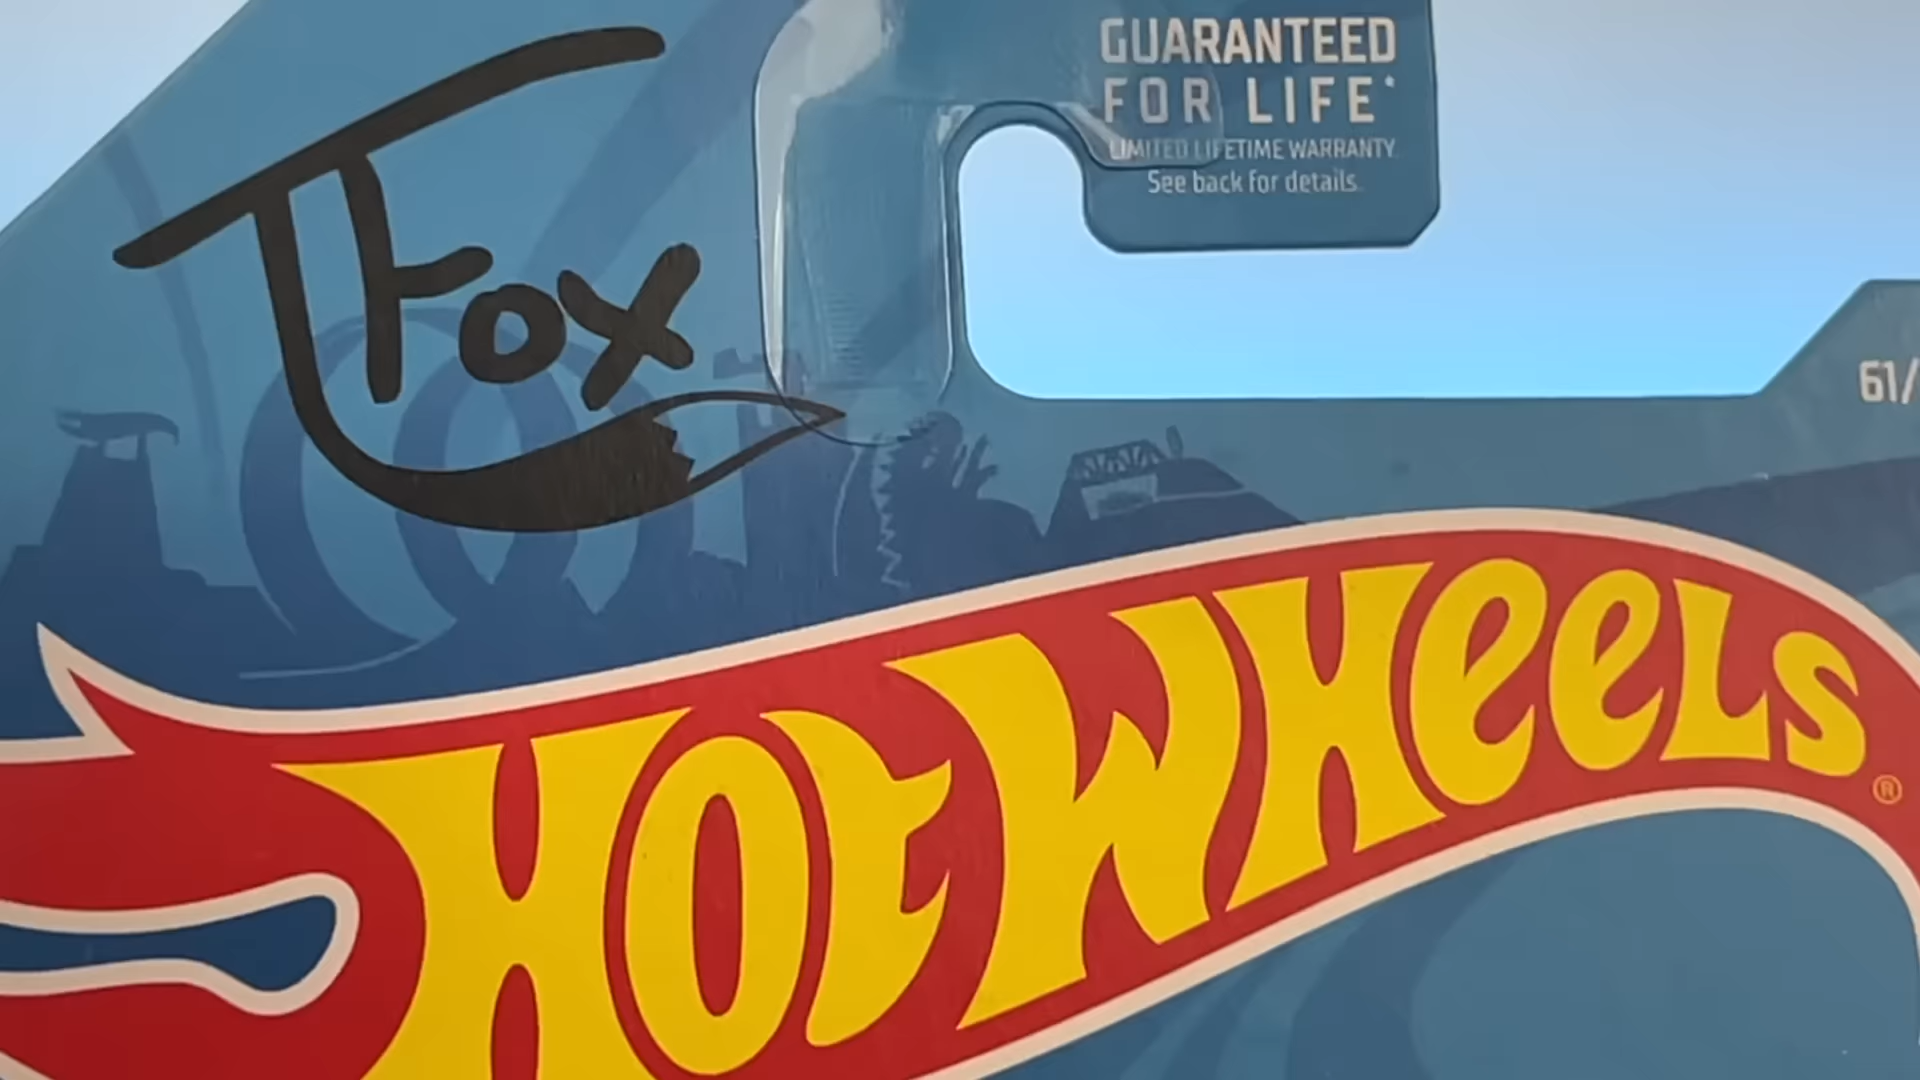 TFox
GUARANTEED
FOR LIFE*
LIMITED LIFETIME WARRANTY
See back for details.
61/
HOT WHEELS®